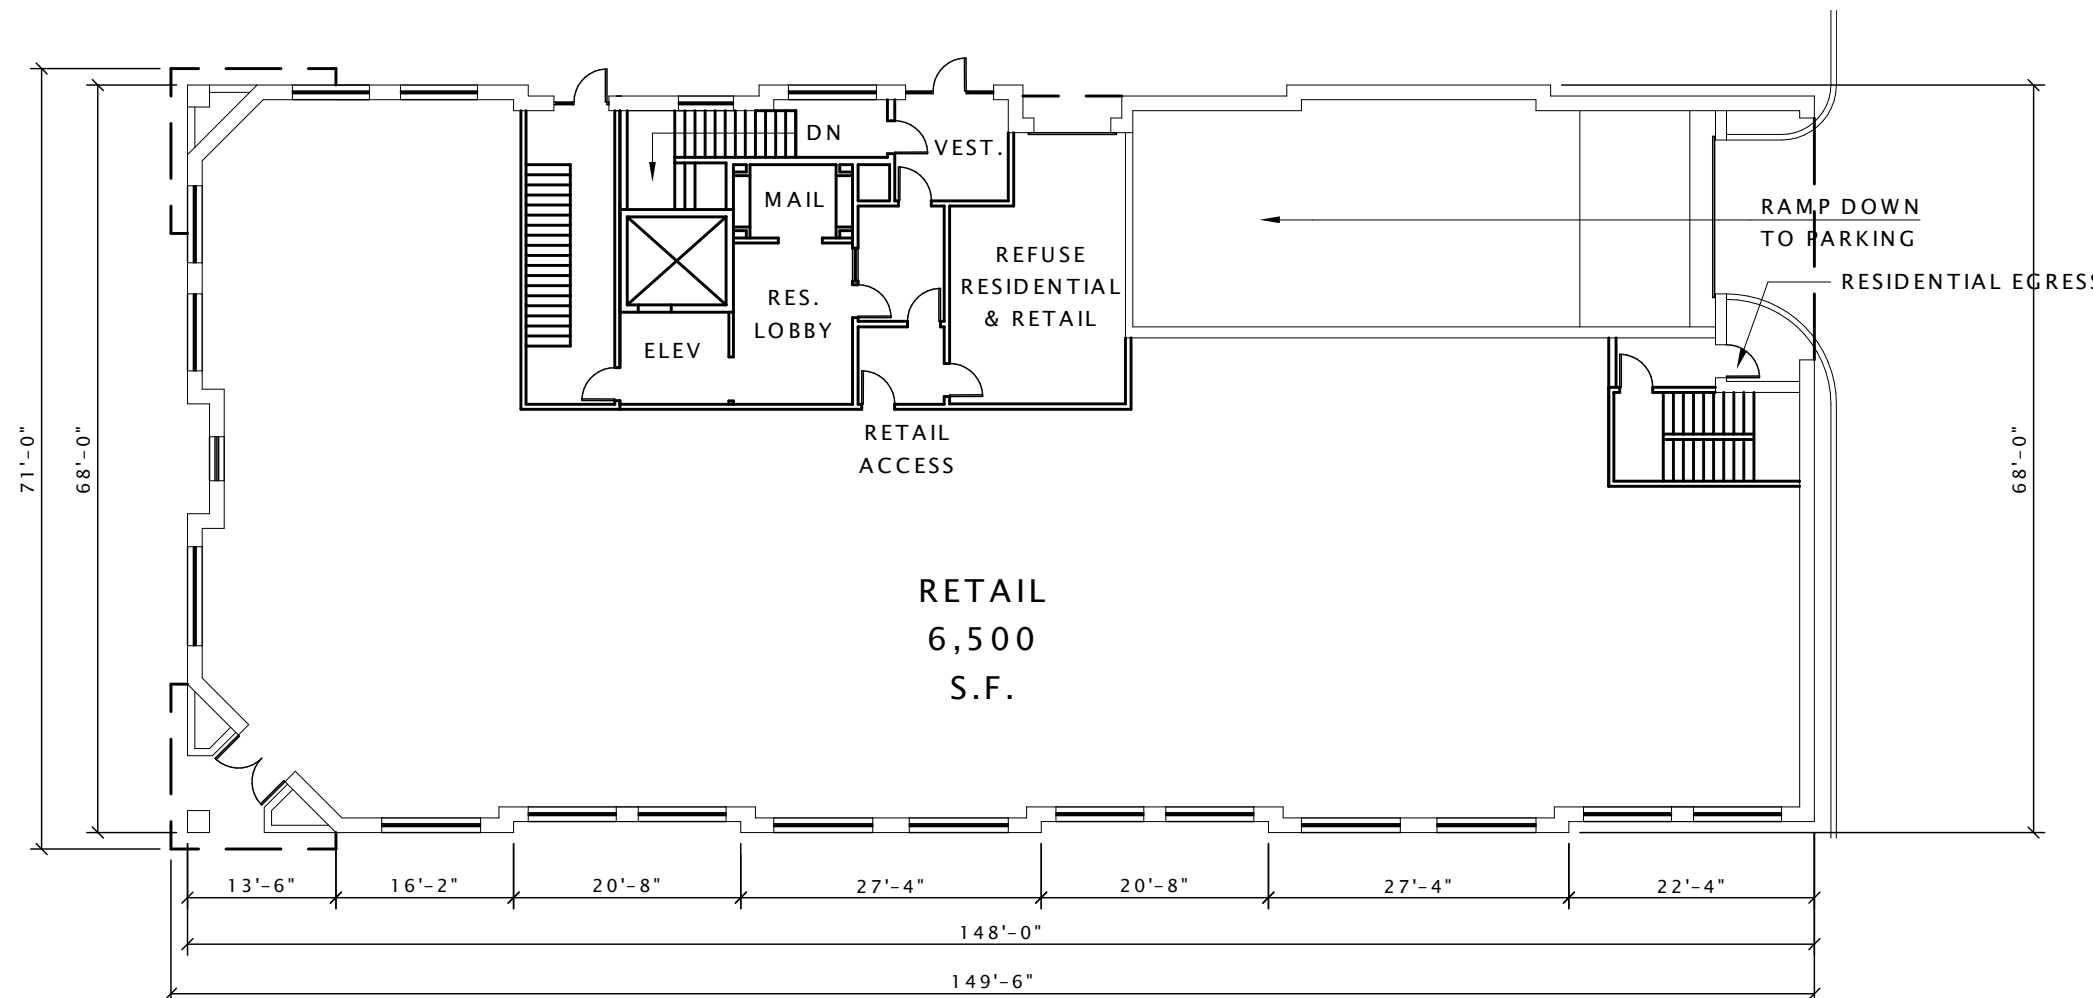 DN
VEST.
MAIL
RAMP DOWN
TO PARKING
REFUSE
RESIDENTIAL
& RETAIL
RESIDENTIAL EGRESS
RES.
LOBBY
ELEV
RETAIL
ACCESS
71'-0"
68'-0"
68'-0"
RETAIL
6,500
S.F.
13'-6"
16'-2"
20'-8"
27'-4"
20'-8"
27'-4"
22'-4"
148'-0"
149'-6"